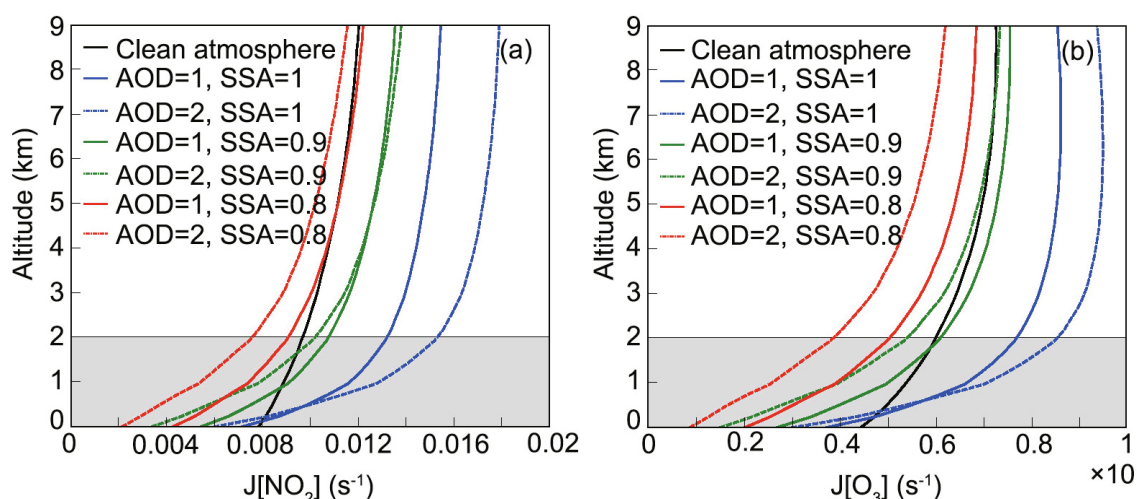 9
8
7
6
5
4
3
2
1
0
Altitude (km)
Clean atmosphere
AOD=1, SSA=1
AOD=2, SSA=1
AOD=1, SSA=0.9
AOD=2, SSA=0.9
AOD=1, SSA=0.8
AOD=2, SSA=0.8
(a)
0 0.004 0.008 0.012 0.016 0.02
J[NO₂] (s⁻¹)
9
8
7
6
5
4
3
2
1
0
Altitude (km)
Clean atmosphere
AOD=1, SSA=1
AOD=2, SSA=1
AOD=1, SSA=0.9
AOD=2, SSA=0.9
AOD=1, SSA=0.8
AOD=2, SSA=0.8
(b)
0 0.2 0.4 0.6 0.8 1
×10
J[O₃] (s⁻¹)